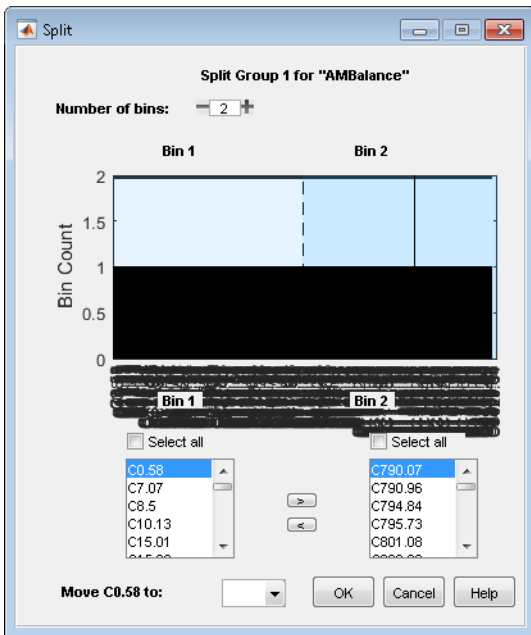 Split
Split Group 1 for "AMBalance"
Number of bins: 2
Bin 1 Bin 2
2
1.5
1
0.5
0
Bin Count
Bin 1 Bin 2
Select all Select all
C0.58 C790.07
C7.07 C790.96
C8.5 C794.84
C10.13 C795.73
C15.01 C801.08
> 
<
Move C0.58 to: OK Cancel Help